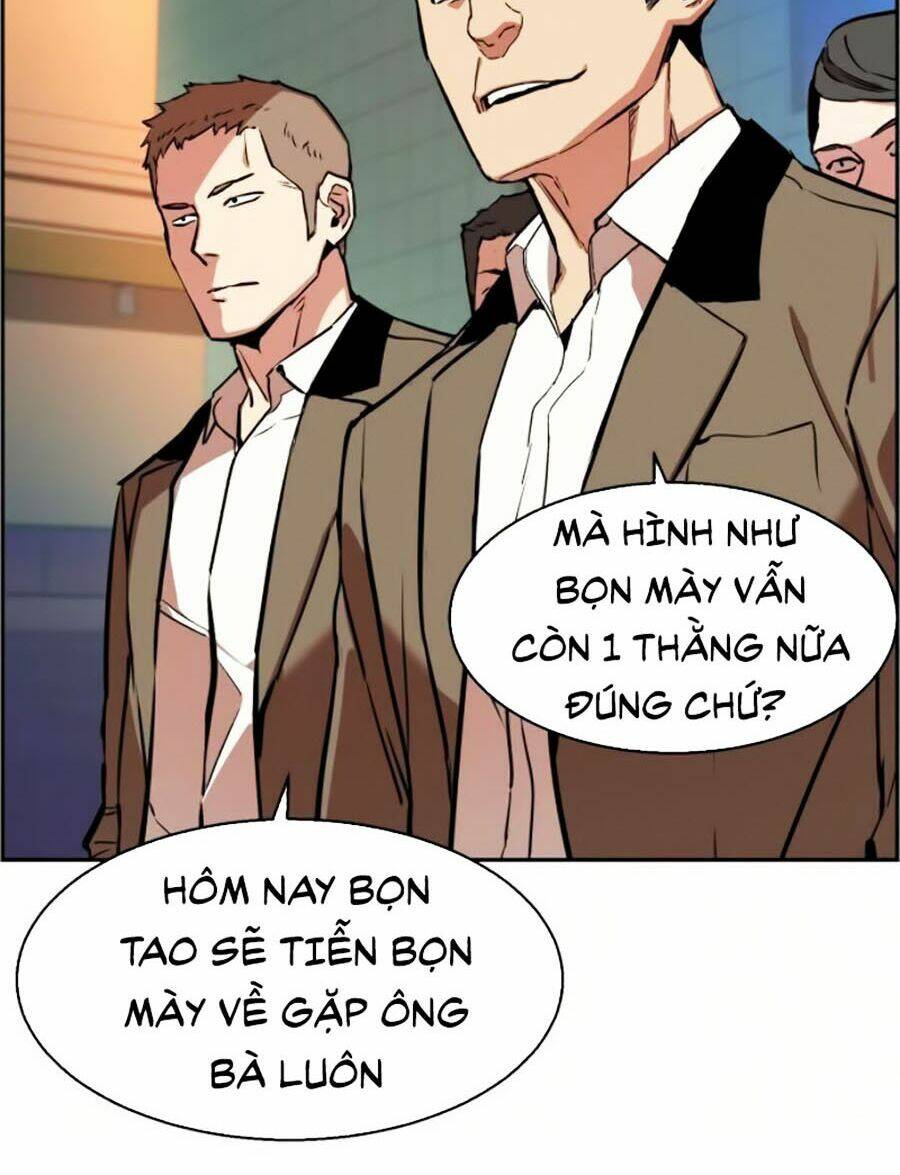 MÀ HÌNH NHƯ
BỌN MÀY VẪN
CÒN 1 THẰNG NỮA
ĐÚNG CHỨ?
HÔM NAY BỌN
TAO SẼ TIỄN BỌN
MÀY VỀ GẶP ÔNG
BÀ LUÔN